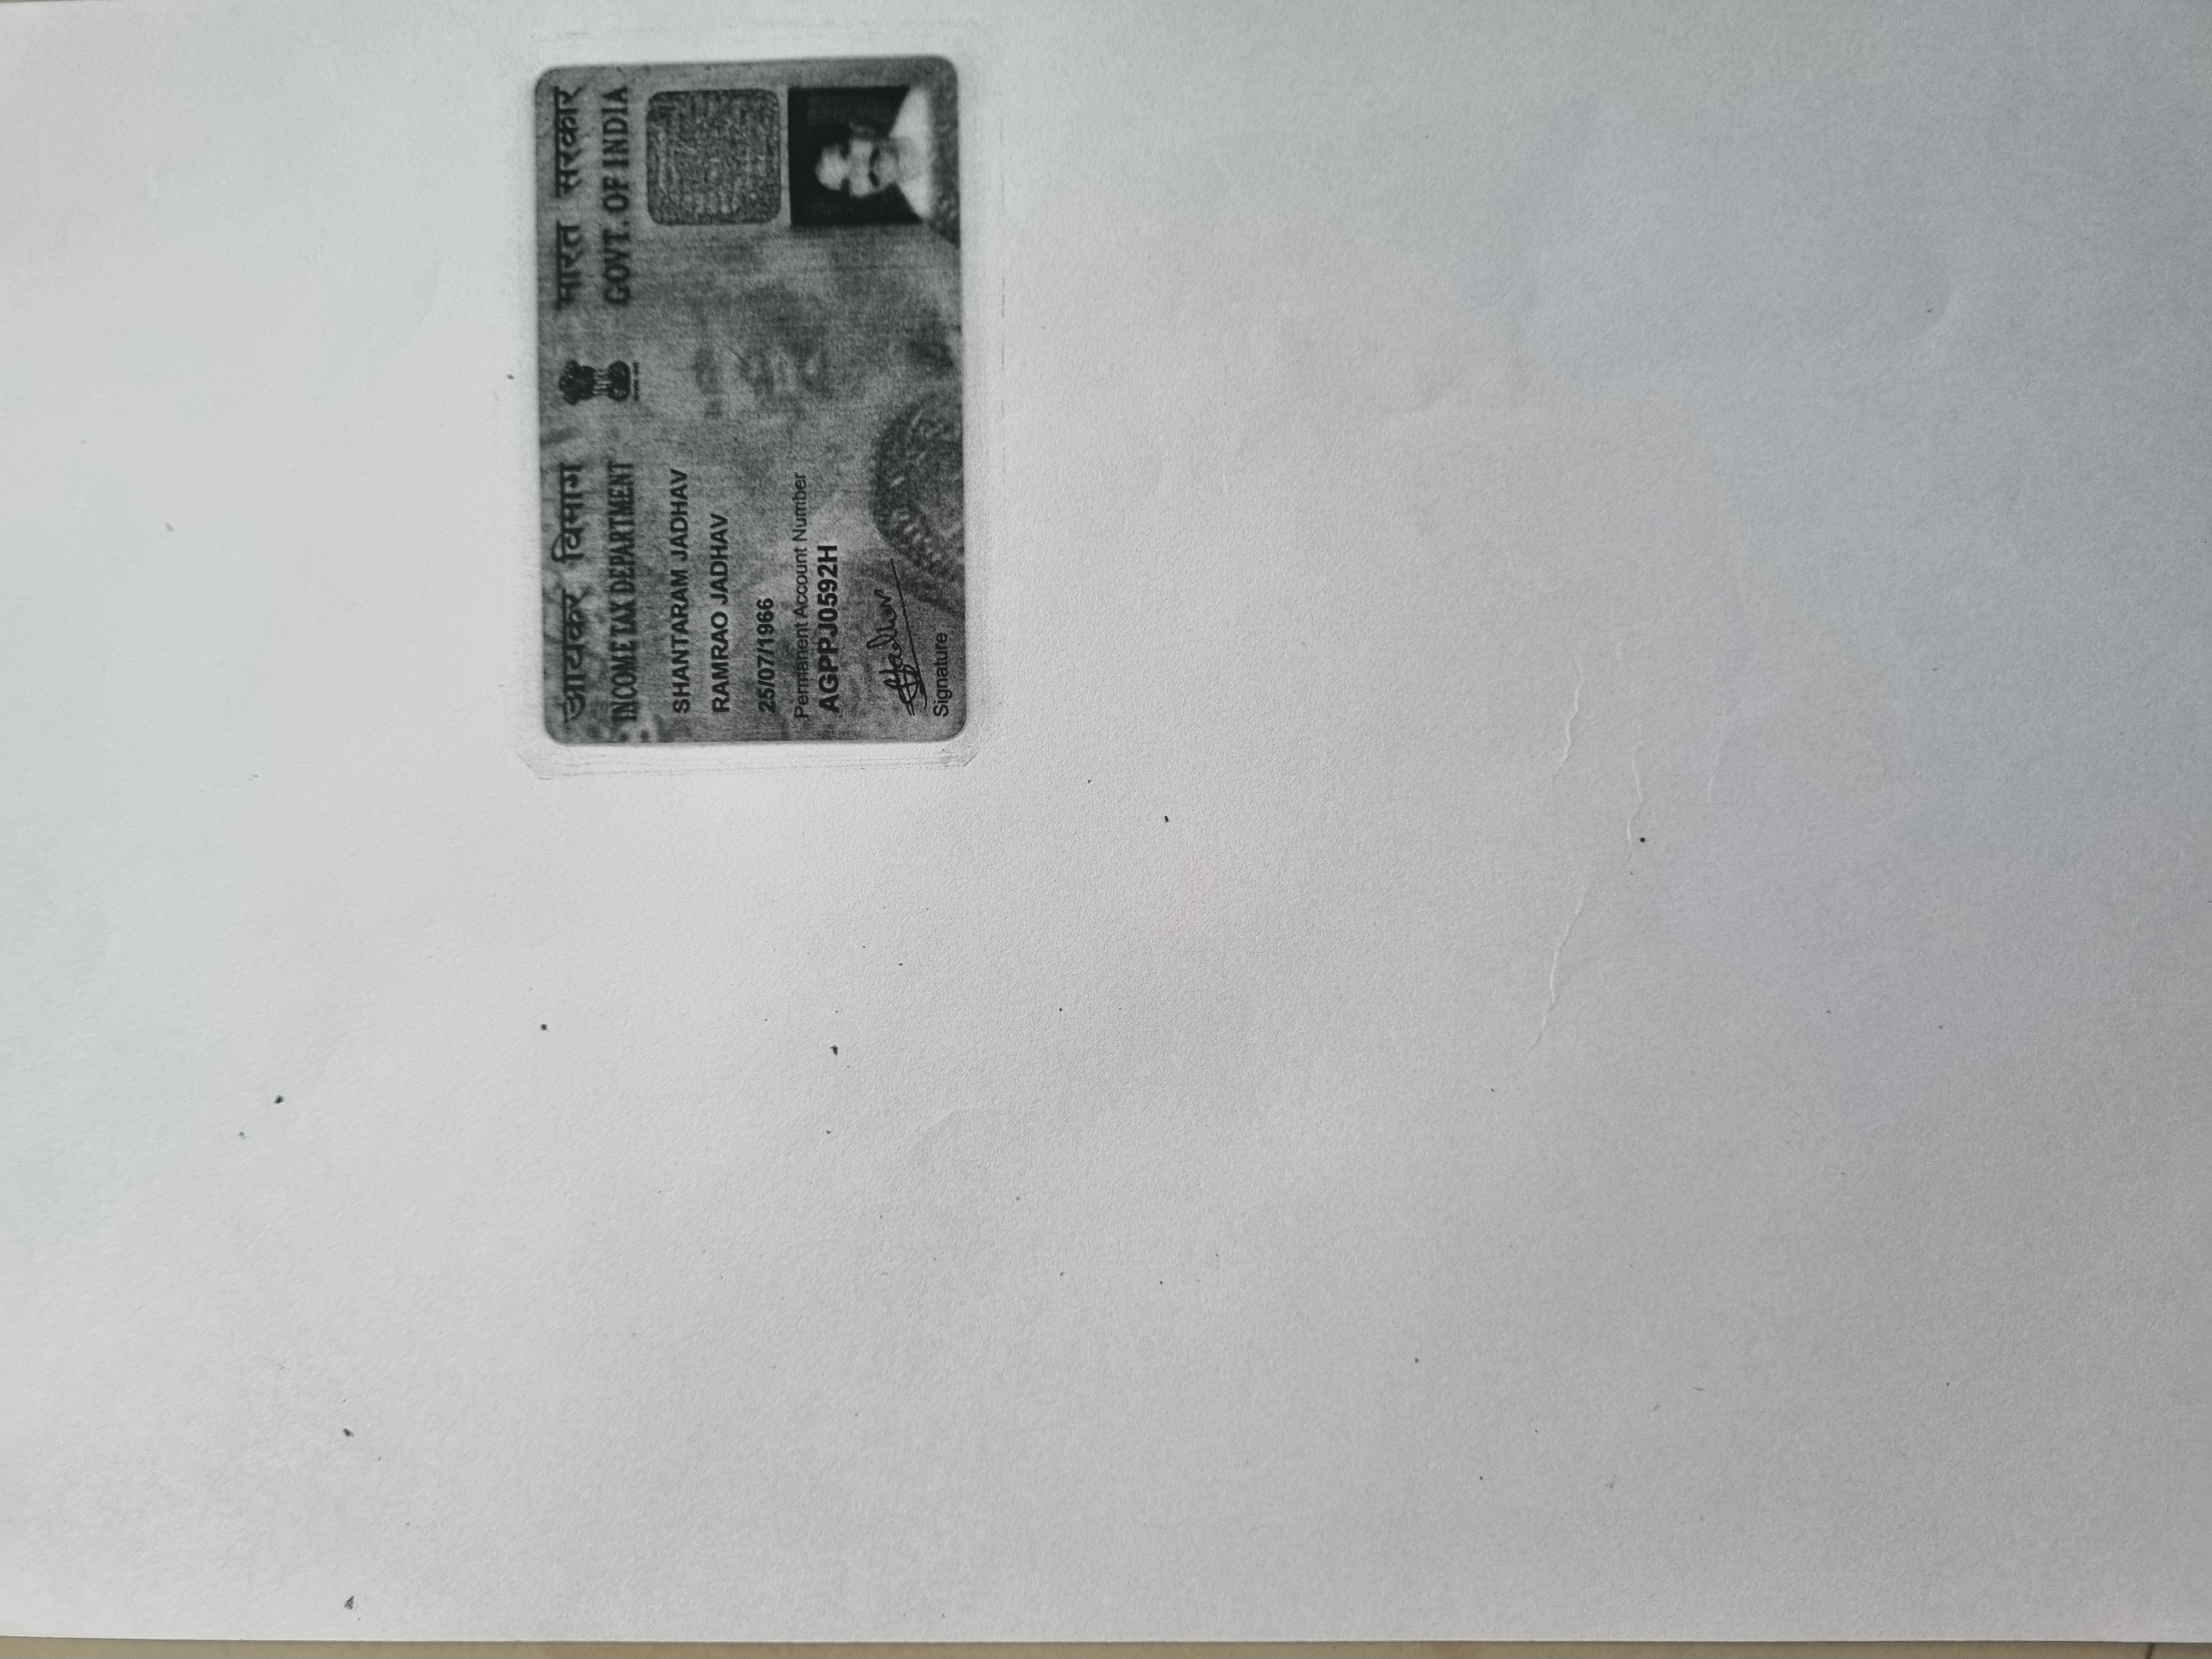 आयकर विभाग
INCOME TAX DEPARTMENT
भारत सरकार
GOVT. OF INDIA
SHANTARAM JADHAV
RAMRAO JADHAV
25/07/1966
Permanent Account Number
AGPPJ0592H
Signature